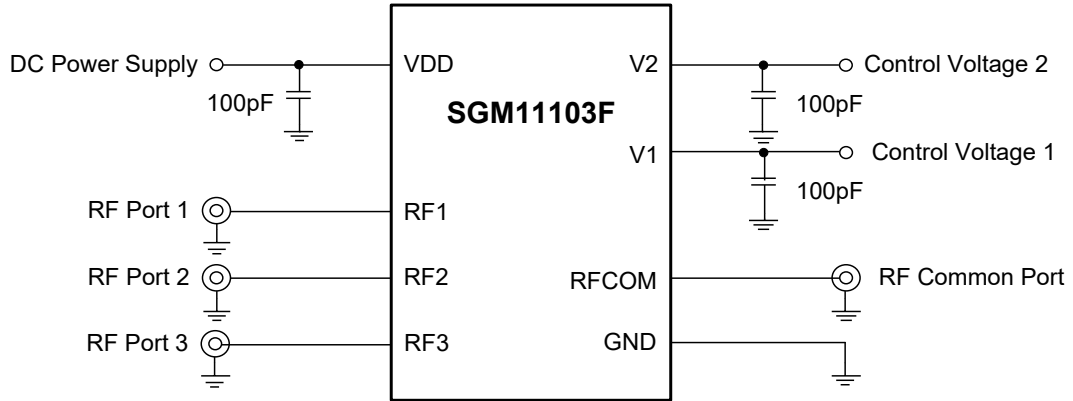 DC Power Supply
VDD
V2
Control Voltage 2
100pF
SGM11103F
100pF
V1
Control Voltage 1
100pF
RF Port 1
RF1
RF Port 2
RF2
RFCOM
RF Common Port
RF Port 3
RF3
GND